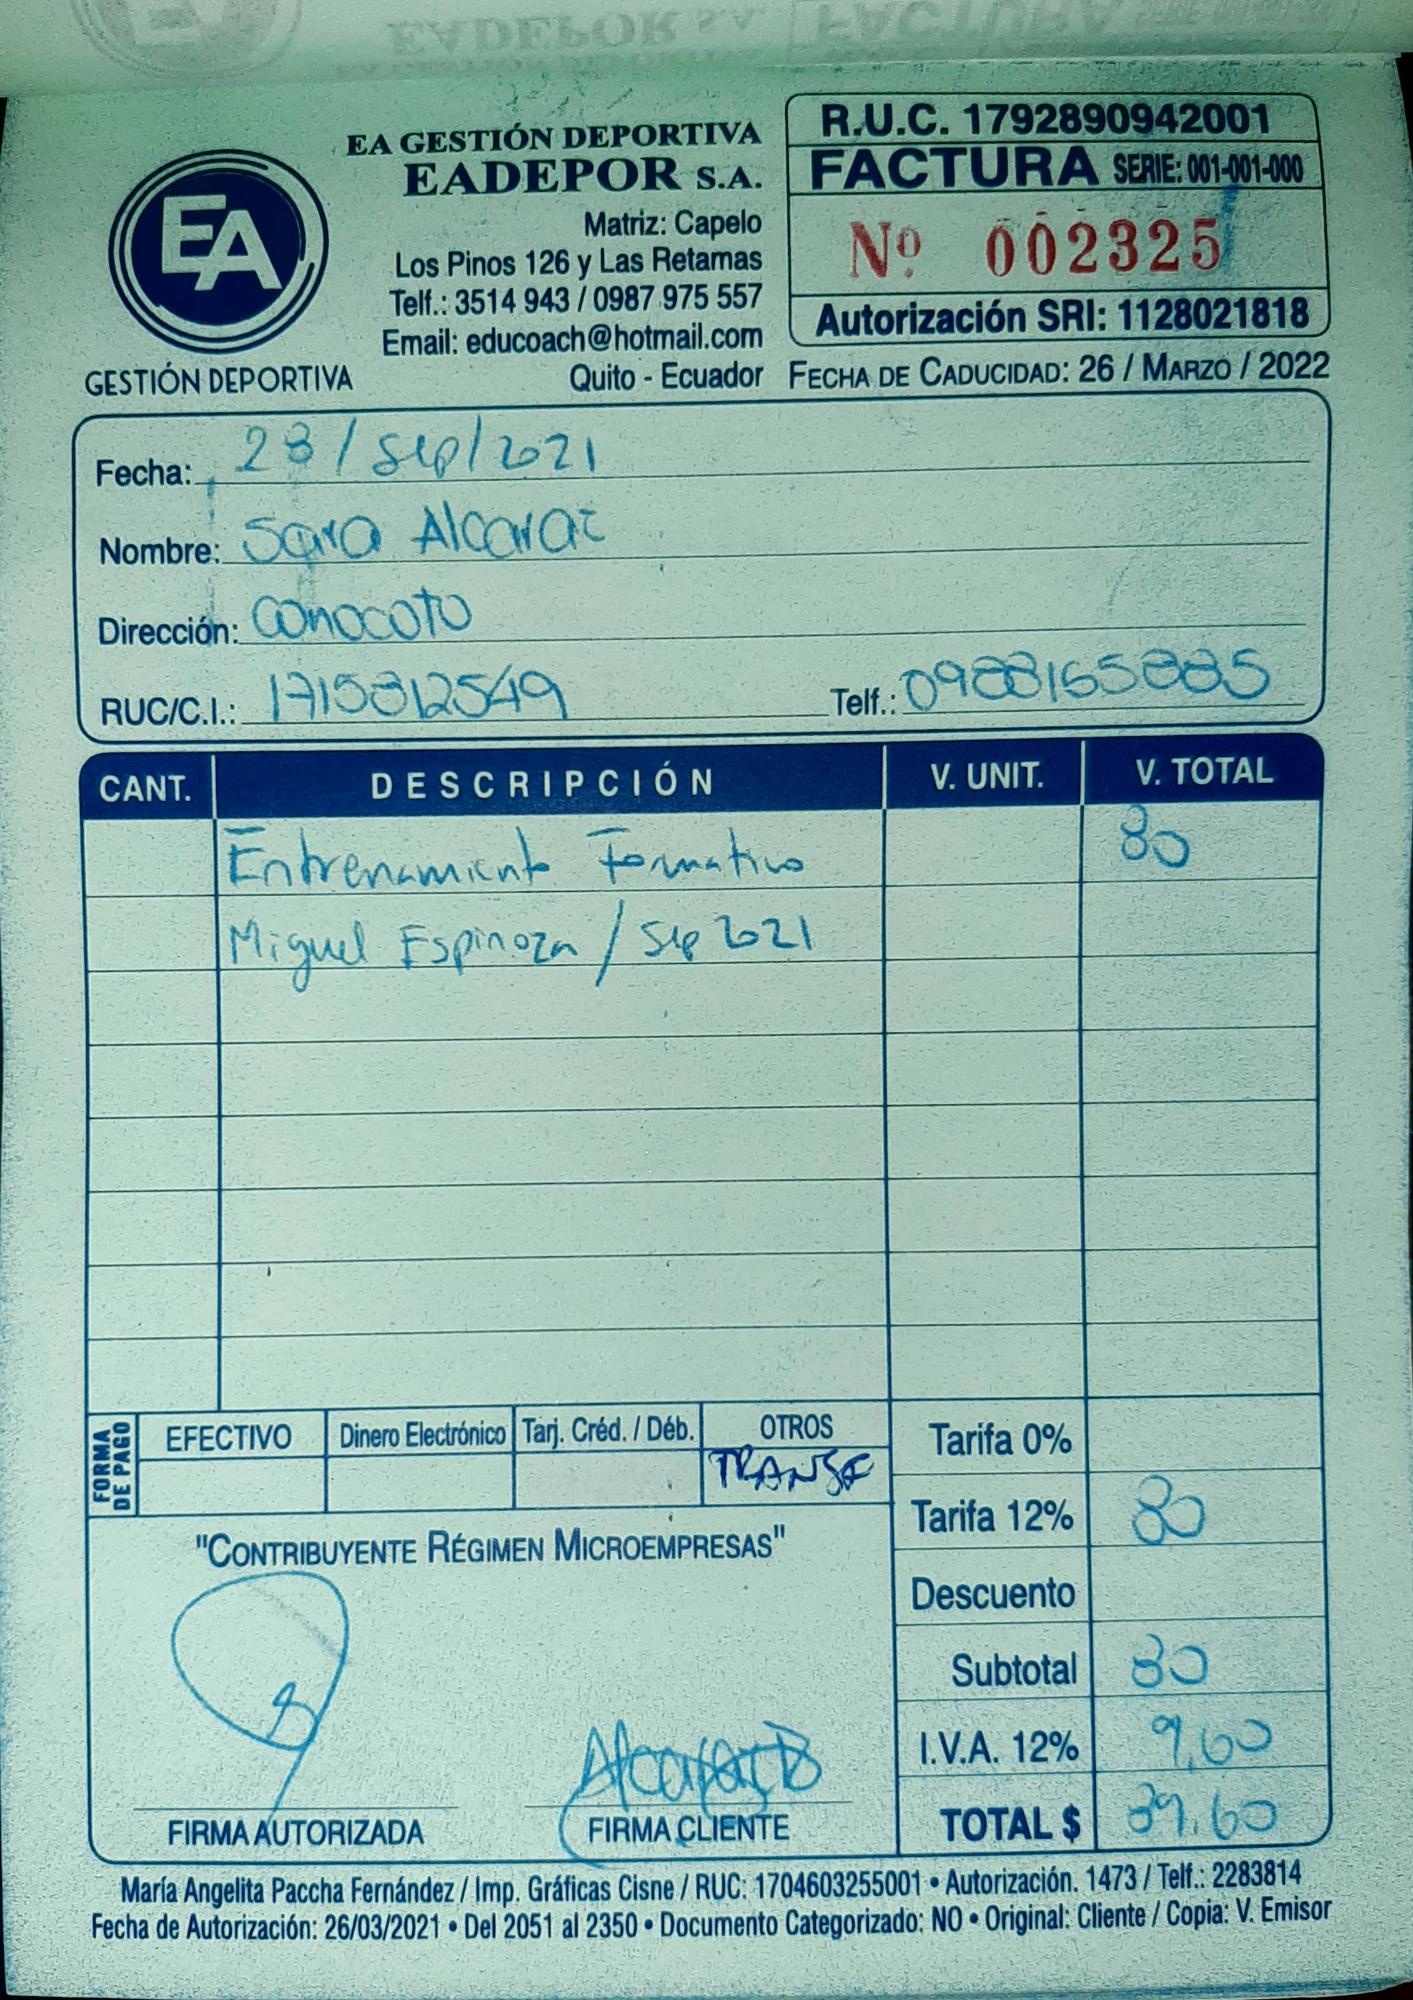 EA GESTIÓN DEPORTIVA
EADEPOR S.A.
Matriz: Capelo
Los Pinos 126 y Las Retamas
Telf.: 3514 943 / 0987 975 557
Email: educoach@hotmail.com
Quito - Ecuador
EA
GESTIÓN DEPORTIVA
R.U.C. 1792890942001
FACTURA SERIE: 001-001-000
Nº 002325
Autorización SRI: 1128021818
FECHA DE CADUCIDAD: 26 / MARZO / 2022
Fecha: 28/Sep/2021
Nombre: Sara Alcaraz
Dirección: Conocoto
RUC/C.I.: 1715812549 Telf.: 0988165885
CANT. DESCRIPCIÓN V. UNIT. V. TOTAL
Entrenamiento Formativo 80
Miguel Espinoza / Sep 2021
FORMA DE PAGO
EFECTIVO Dinero Electrónico Tarj. Créd. / Déb. OTROS
TRANSF
Tarifa 0%
Tarifa 12% 80
Descuento
Subtotal 80
I.V.A. 12% 9,60
TOTAL $ 89.60
"CONTRIBUYENTE RÉGIMEN MICROEMPRESAS"
FIRMA AUTORIZADA FIRMA CLIENTE
María Angelita Paccha Fernández / Imp. Gráficas Cisne / RUC: 1704603255001 • Autorización. 1473 / Telf.: 2283814
Fecha de Autorización: 26/03/2021 • Del 2051 al 2350 • Documento Categorizado: NO • Original: Cliente / Copia: V. Emisor